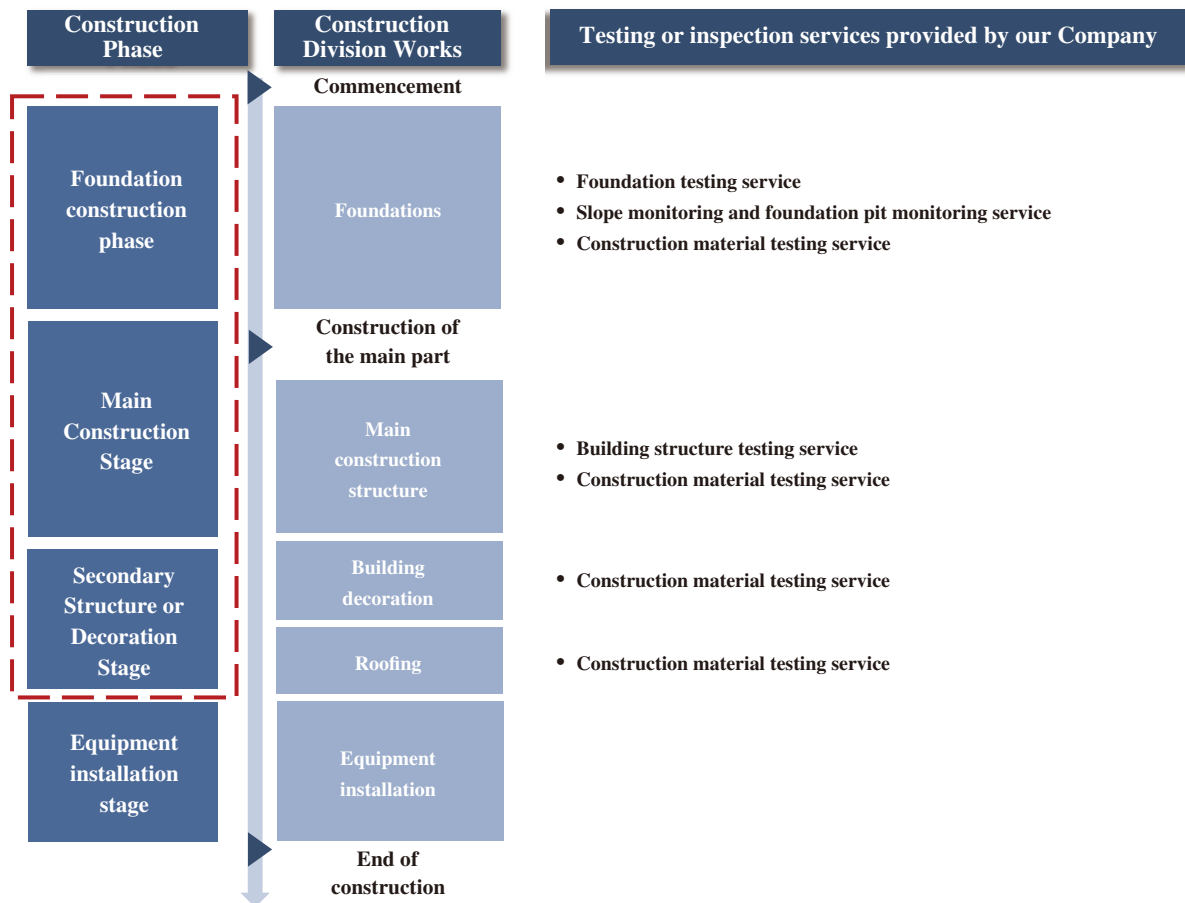 Construction
Phase
Construction
Division Works
Testing or inspection services provided by our Company
Commencement
Foundation
construction
phase
Foundations
• Foundation testing service
• Slope monitoring and foundation pit monitoring service
• Construction material testing service
Construction of
the main part
Main
Construction
Stage
Main
construction
structure
• Building structure testing service
• Construction material testing service
Secondary
Structure or
Decoration
Stage
Building
decoration
• Construction material testing service
Roofing
• Construction material testing service
Equipment
installation
stage
Equipment
installation
End of
construction